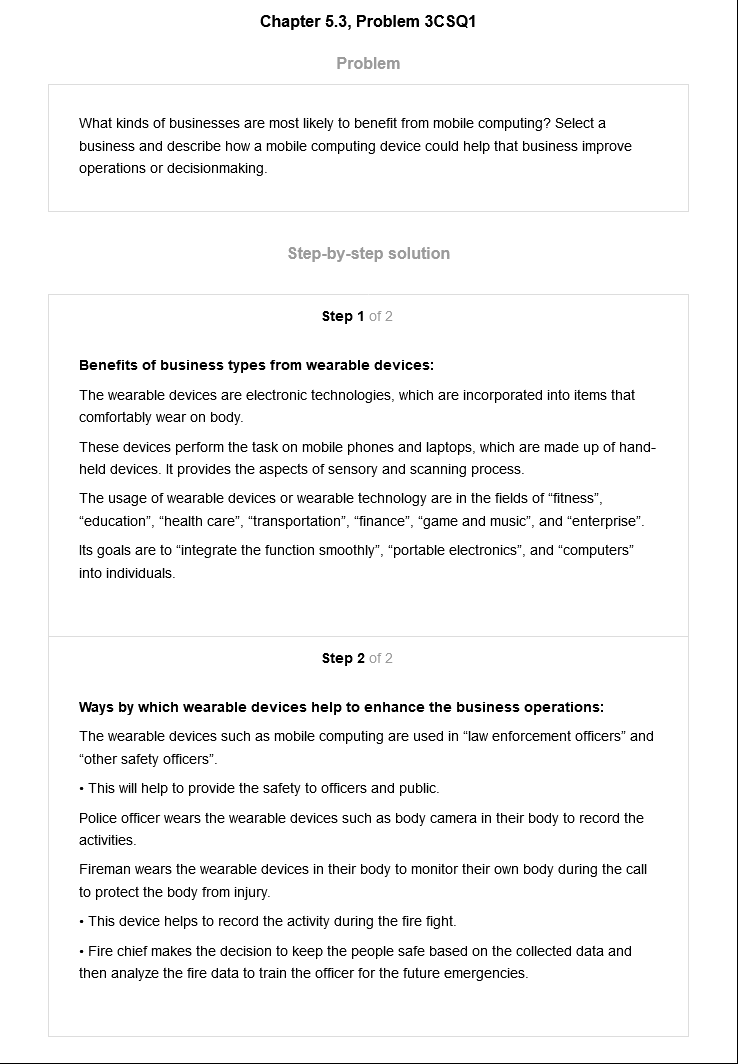 Chapter 5.3, Problem 3CSQ1
Problem
What kinds of businesses are most likely to benefit from mobile computing? Select a
business and describe how a mobile computing device could help that business improve
operations or decisionmaking.
Step-by-step solution
Step 1 of 2
Benefits of business types from wearable devices:
The wearable devices are electronic technologies, which are incorporated into items that
comfortably wear on body.
These devices perform the task on mobile phones and laptops, which are made up of hand-
held devices. It provides the aspects of sensory and scanning process.
The usage of wearable devices or wearable technology are in the fields of “fitness”,
“education”, “health care”, “transportation”, “finance”, “game and music”, and “enterprise”.
Its goals are to “integrate the function smoothly”, “portable electronics”, and “computers”
into individuals.
Step 2 of 2
Ways by which wearable devices help to enhance the business operations:
The wearable devices such as mobile computing are used in “law enforcement officers” and
“other safety officers”.
• This will help to provide the safety to officers and public.
Police officer wears the wearable devices such as body camera in their body to record the
activities.
Fireman wears the wearable devices in their body to monitor their own body during the call
to protect the body from injury.
• This device helps to record the activity during the fire fight.
• Fire chief makes the decision to keep the people safe based on the collected data and
then analyze the fire data to train the officer for the future emergencies.